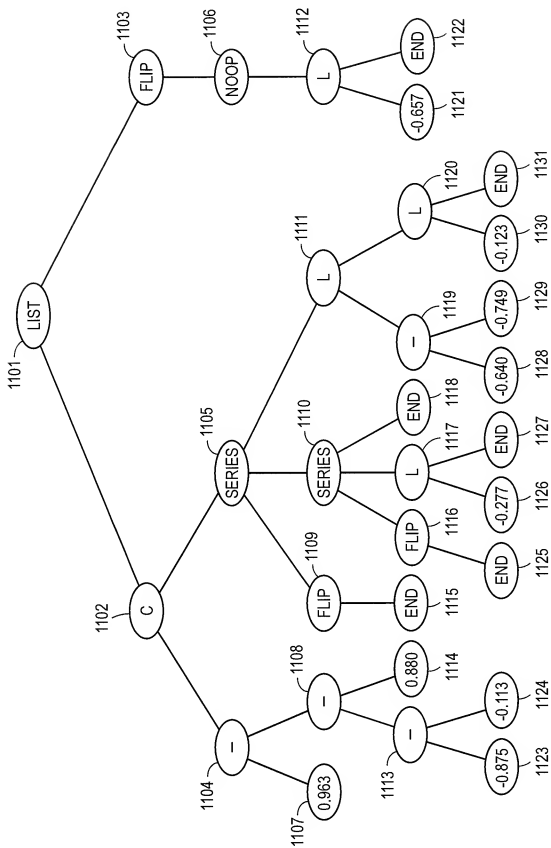 LIST
1101
C
1102
FLIP
1103
–
1104
SERIES
1105
NOOP
1106
0.963
1107
–
1108
FLIP
1109
SERIES
1110
L
1111
L
1112
–
1113
0.880
1114
END
1115
FLIP
1116
L
1117
END
1118
–
1119
L
1120
-0.657
1121
END
1122
-0.875
1123
-0.113
1124
END
1125
-0.277
1126
END
1127
-0.640
1128
-0.749
1129
-0.123
1130
END
1131